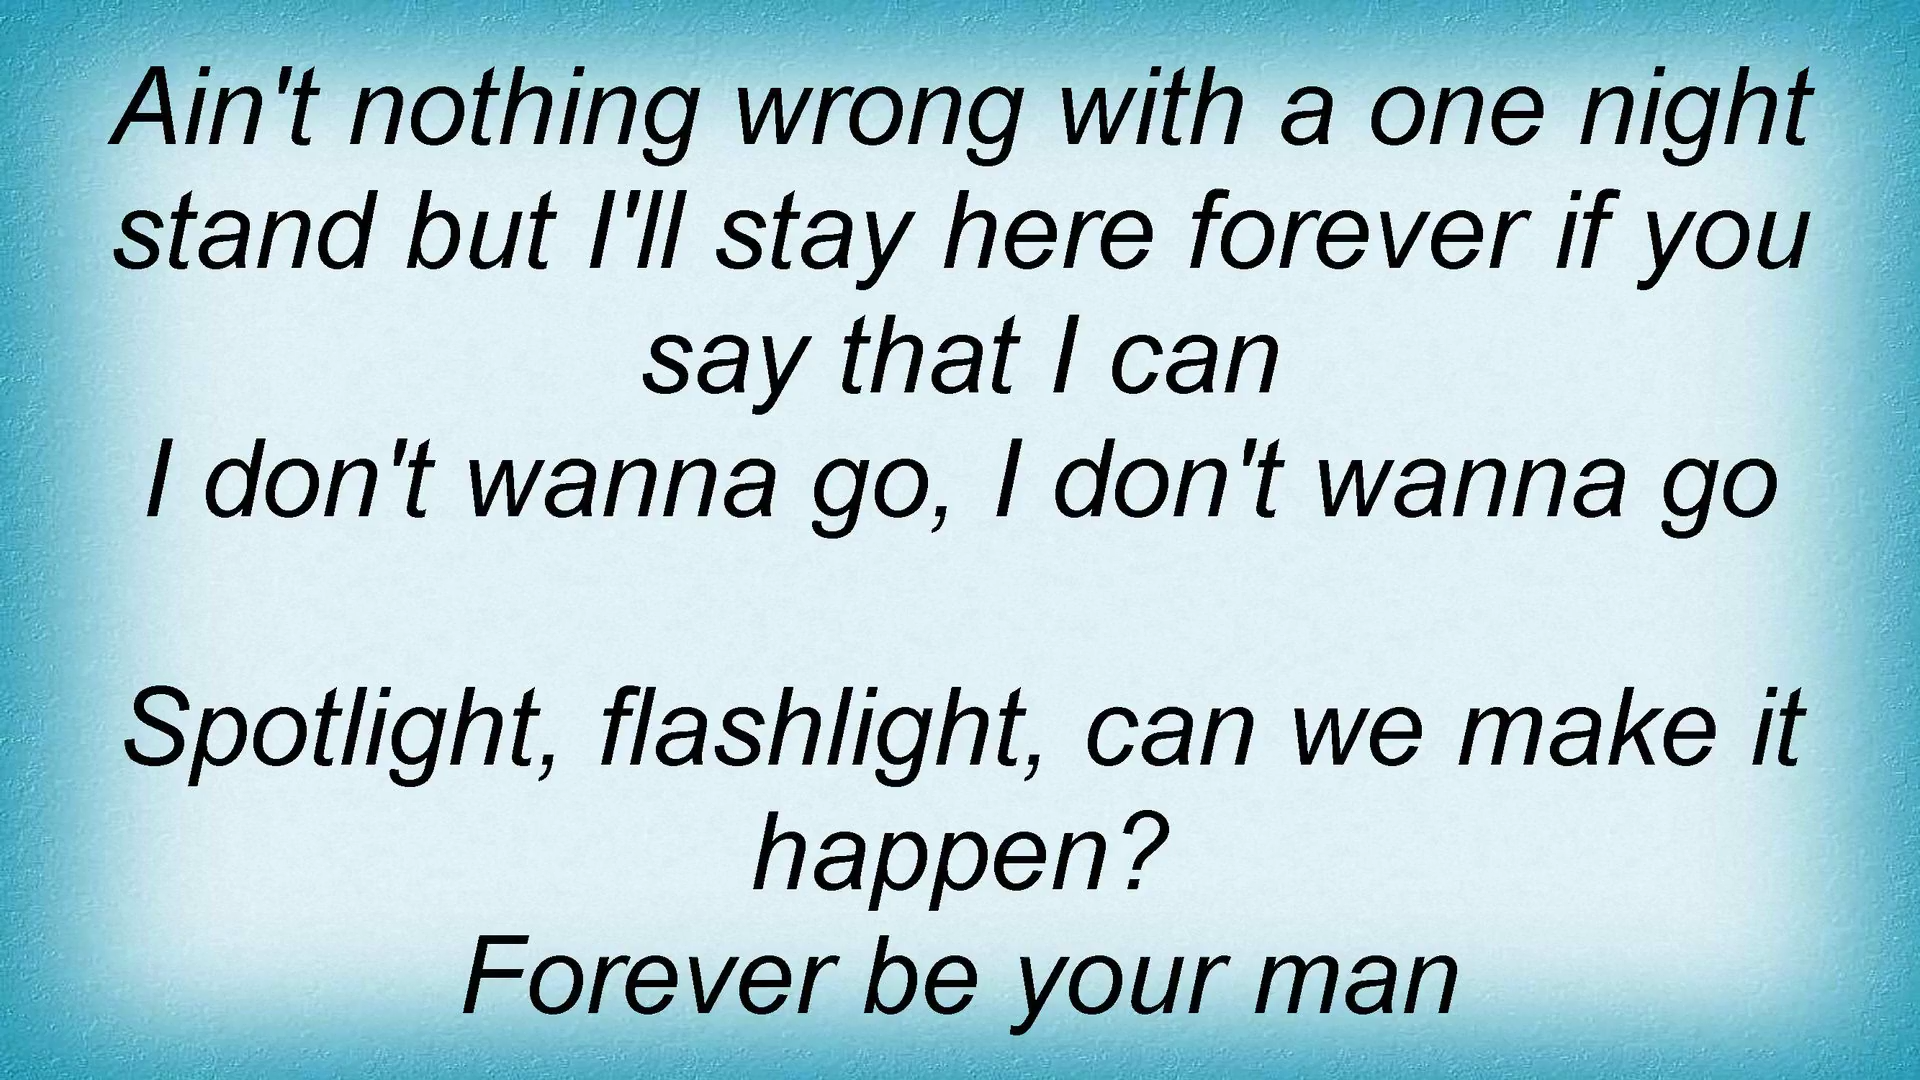 Ain't nothing wrong with a one night
stand but I'll stay here forever if you
say that I can
I don't wanna go, I don't wanna go
Spotlight, flashlight, can we make it
happen?
Forever be your man